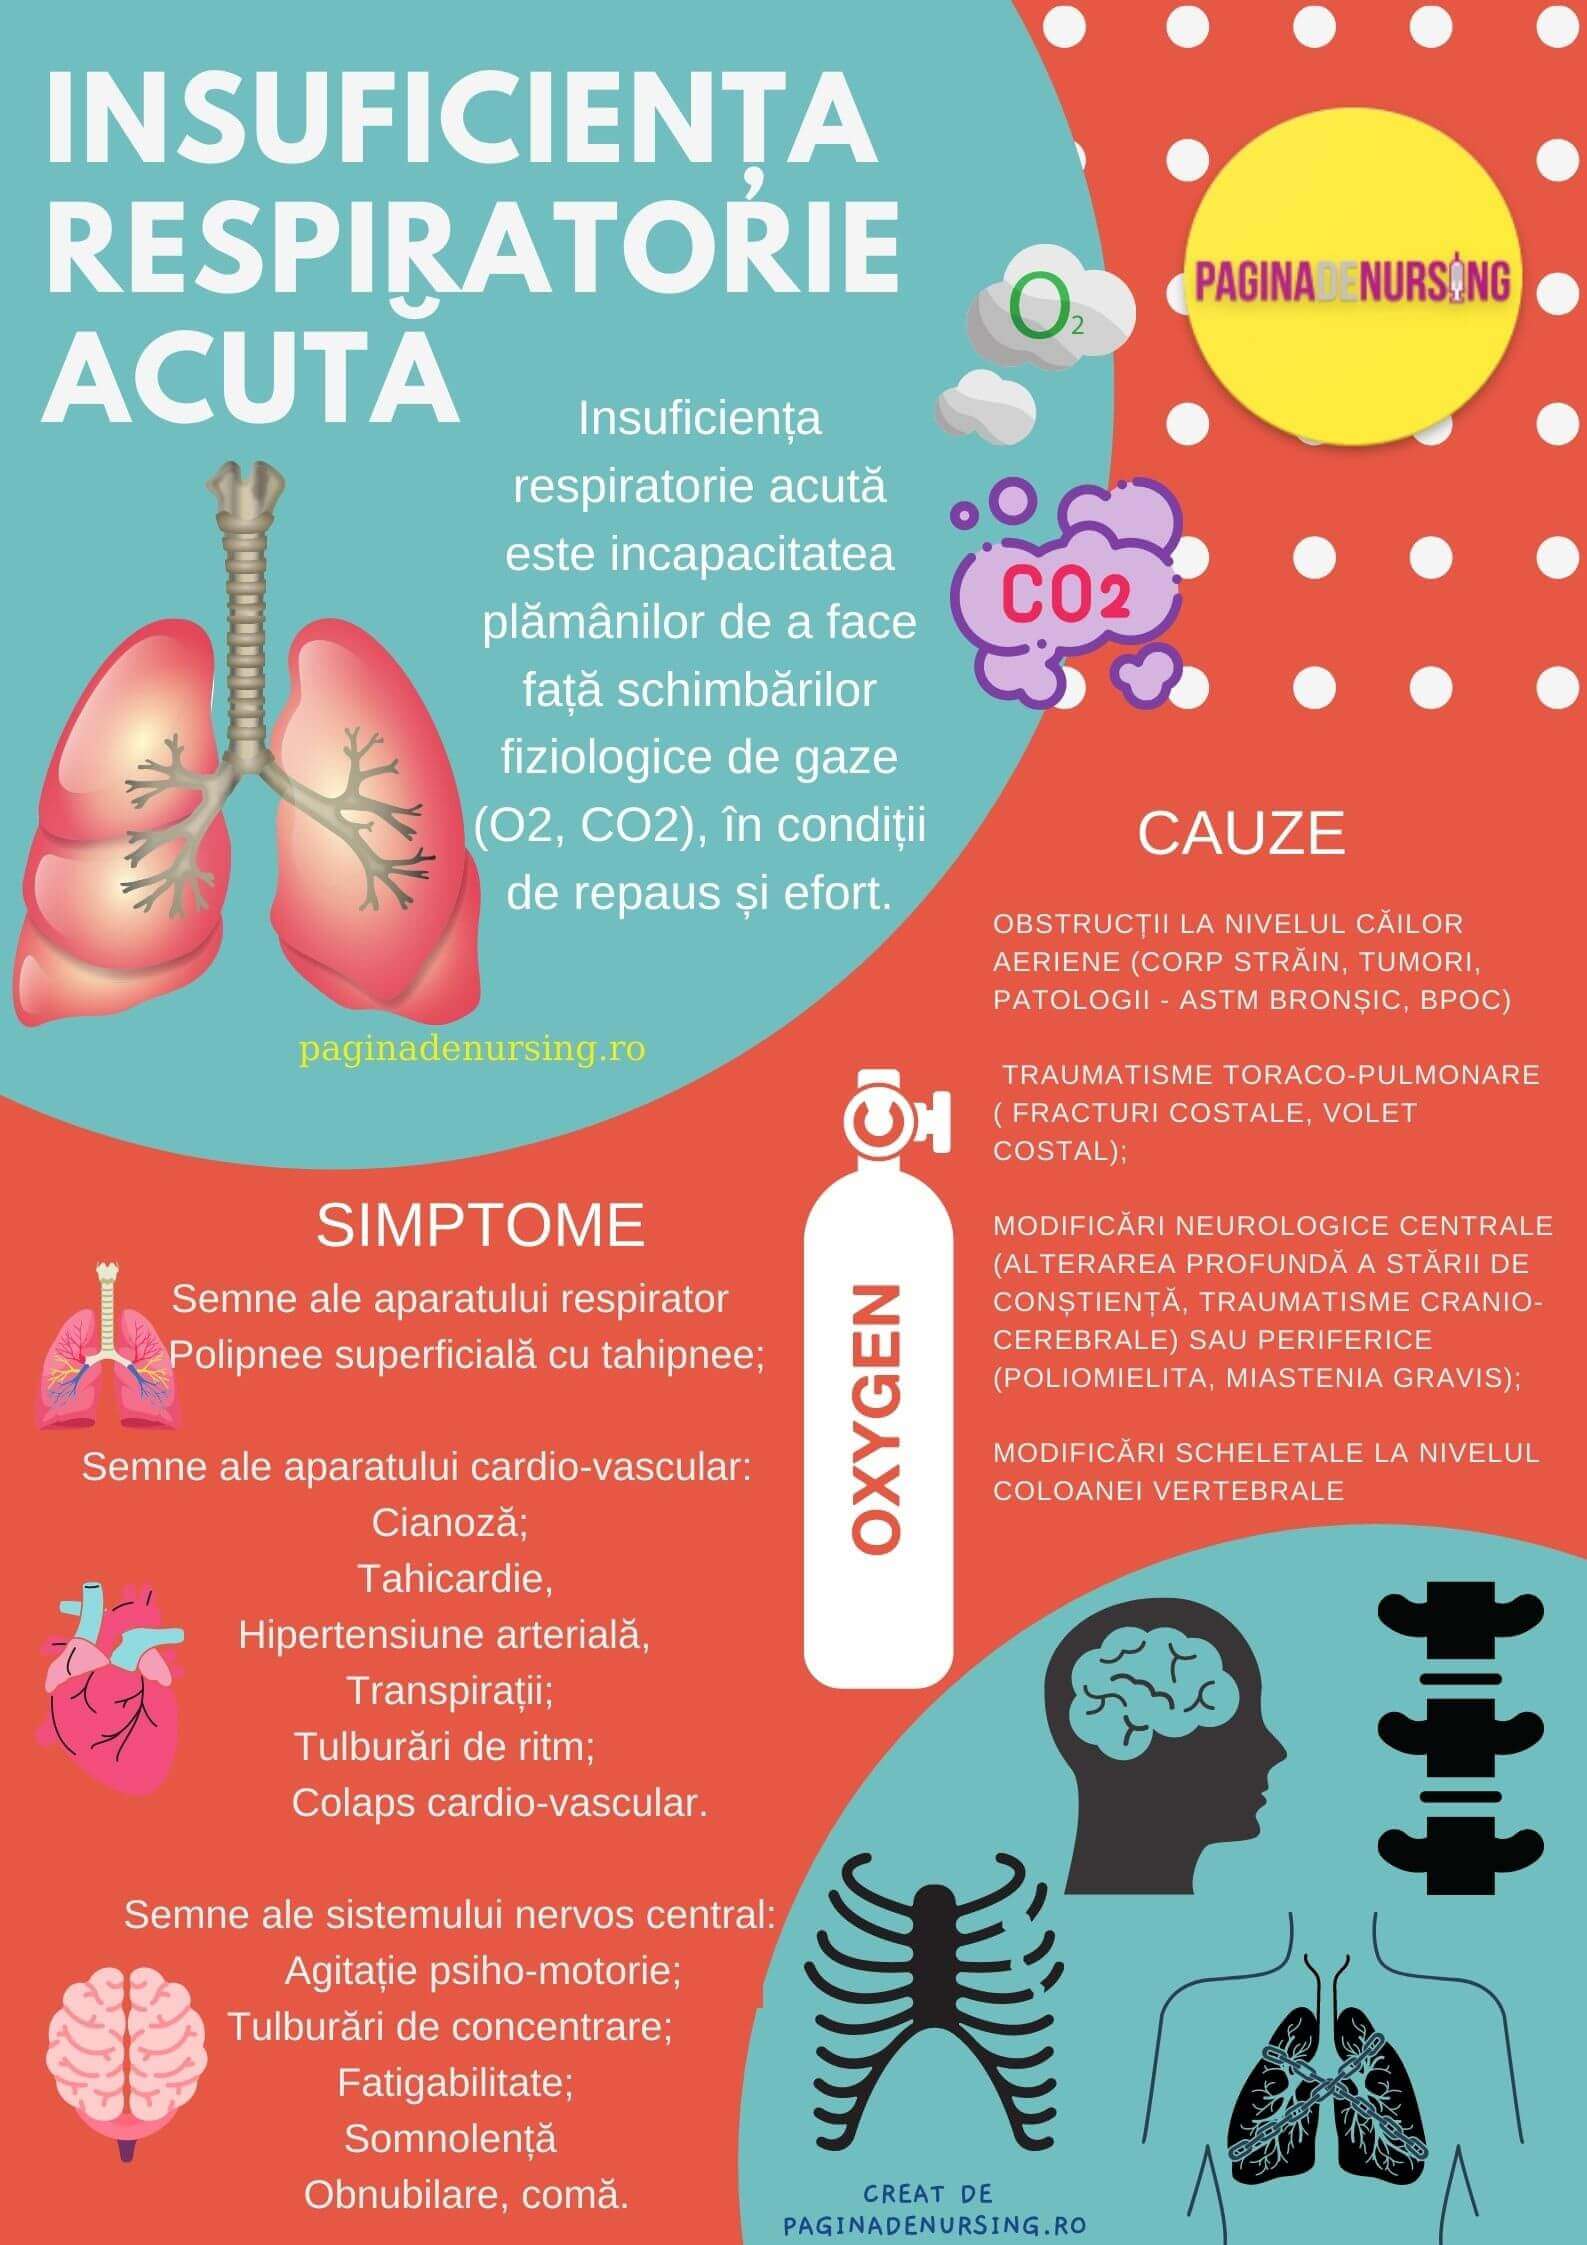 INSUFICIENȚA
RESPIRATORIE
ACUTĂ
O2
PAGINADENURSING
CO2
Insuficiența
respiratorie acută
este incapacitatea
plămânilor de a face
față schimbărilor
fiziologice de gaze
(O2, CO2), în condiții
de repaus și efort.
paginadenursing.ro
CAUZE
OBSTRUCȚII LA NIVELUL CĂILOR
AERIENE (CORP STRĂIN, TUMORI,
PATOLOGII - ASTM BRONȘIC, BPOC)
TRAUMATISME TORACO-PULMONARE
( FRACTURI COSTALE, VOLET
COSTAL);
MODIFICĂRI NEUROLOGICE CENTRALE
(ALTERAREA PROFUNDĂ A STĂRII DE
CONȘTIENȚĂ, TRAUMATISME CRANIO-
CEREBRALE) SAU PERIFERICE
(POLIOMIELITA, MIASTENIA GRAVIS);
MODIFICĂRI SCHELETALE LA NIVELUL
COLOANEI VERTEBRALE
OXYGEN
SIMPTOME
Semne ale aparatului respirator
Polipnee superficială cu tahipnee;
Semne ale aparatului cardio-vascular:
Cianoză;
Tahicardie,
Hipertensiune arterială,
Transpirații;
Tulburări de ritm;
Colaps cardio-vascular.
Semne ale sistemului nervos central:
Agitație psiho-motorie;
Tulburări de concentrare;
Fatigabilitate;
Somnolență
Obnubilare, comă.
CREAT DE
PAGINADENURSING.RO